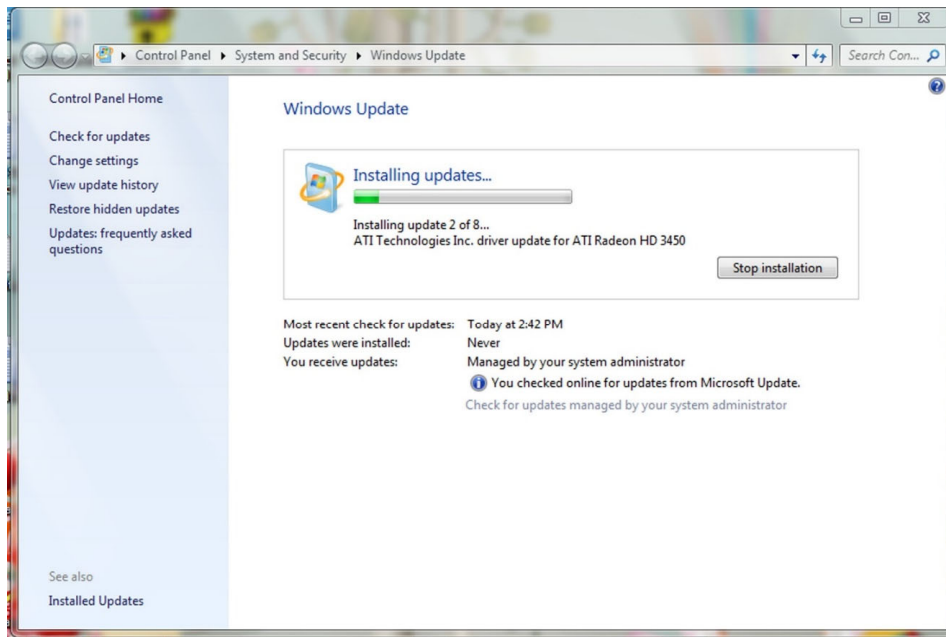 Control Panel ▸ System and Security ▸ Windows Update
Search Con...
Control Panel Home
Check for updates
Change settings
View update history
Restore hidden updates
Updates: frequently asked
questions
See also
Installed Updates
Windows Update
Installing updates...
Installing update 2 of 8...
ATI Technologies Inc. driver update for ATI Radeon HD 3450
Stop installation
Most recent check for updates: Today at 2:42 PM
Updates were installed: Never
You receive updates: Managed by your system administrator
You checked online for updates from Microsoft Update.
Check for updates managed by your system administrator